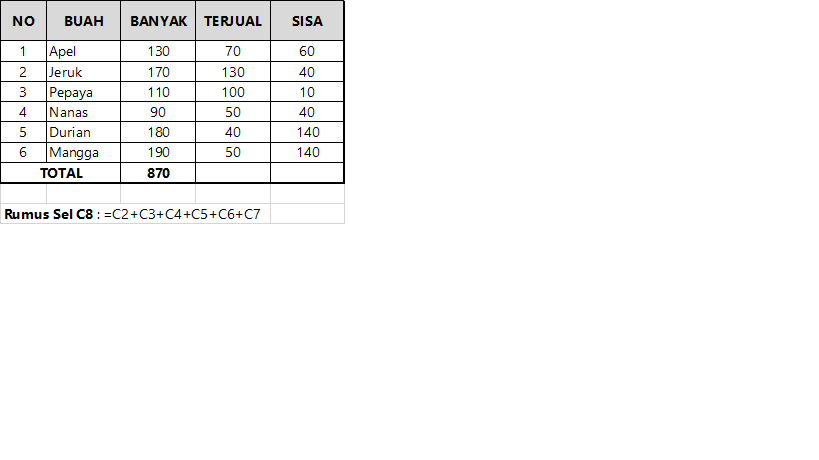 NO BUAH BANYAK TERJUAL SISA
1 Apel 130 70 60
2 Jeruk 170 130 40
3 Pepaya 110 100 10
4 Nanas 90 50 40
5 Durian 180 40 140
6 Mangga 190 50 140
TOTAL 870
Rumus Sel C8 : =C2+C3+C4+C5+C6+C7